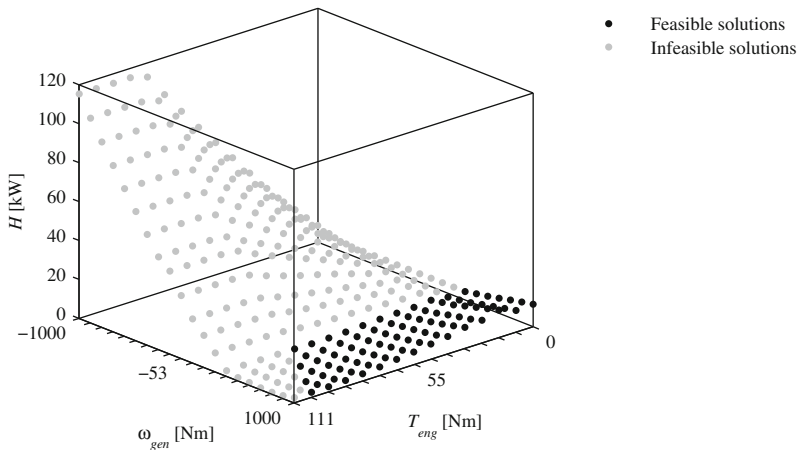 Feasible solutions
Infeasible solutions
120
100
80
60
40
20
0
H [kW]
−1000
−53
1000
ω_gen [Nm]
111
55
0
T_eng [Nm]